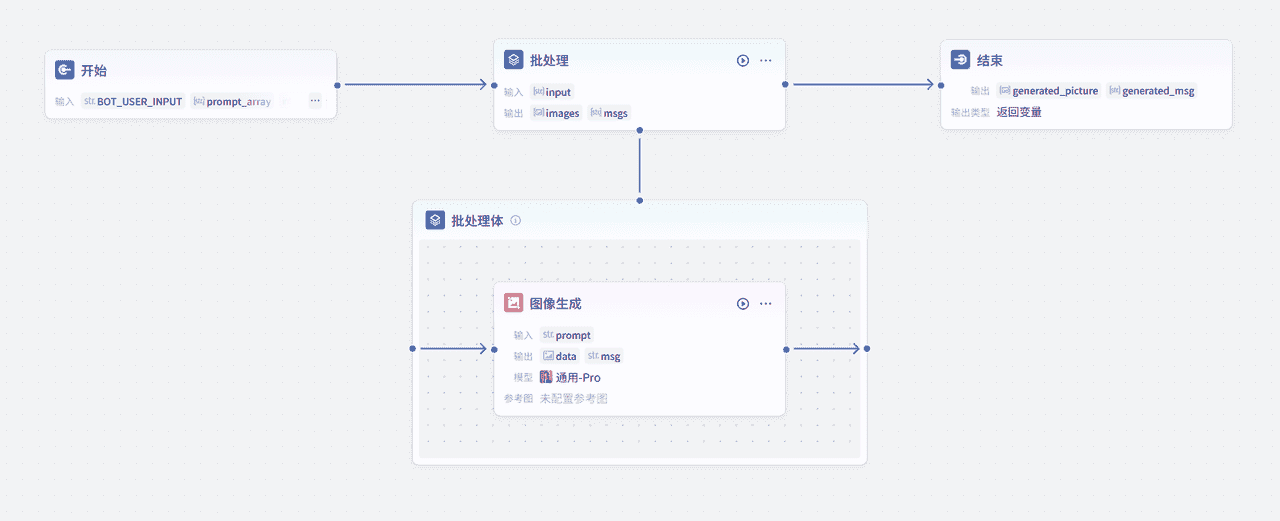 开始
输入 str. BOT_USER_INPUT prompt_array ...
批处理 ...
输入 input
输出 images msgs
结束
输出 generated_picture generated_msg
输出类型 返回变量
批处理体
图像生成 ...
输入 str. prompt
输出 data str. msg
模型 通用-Pro
参考图 未配置参考图